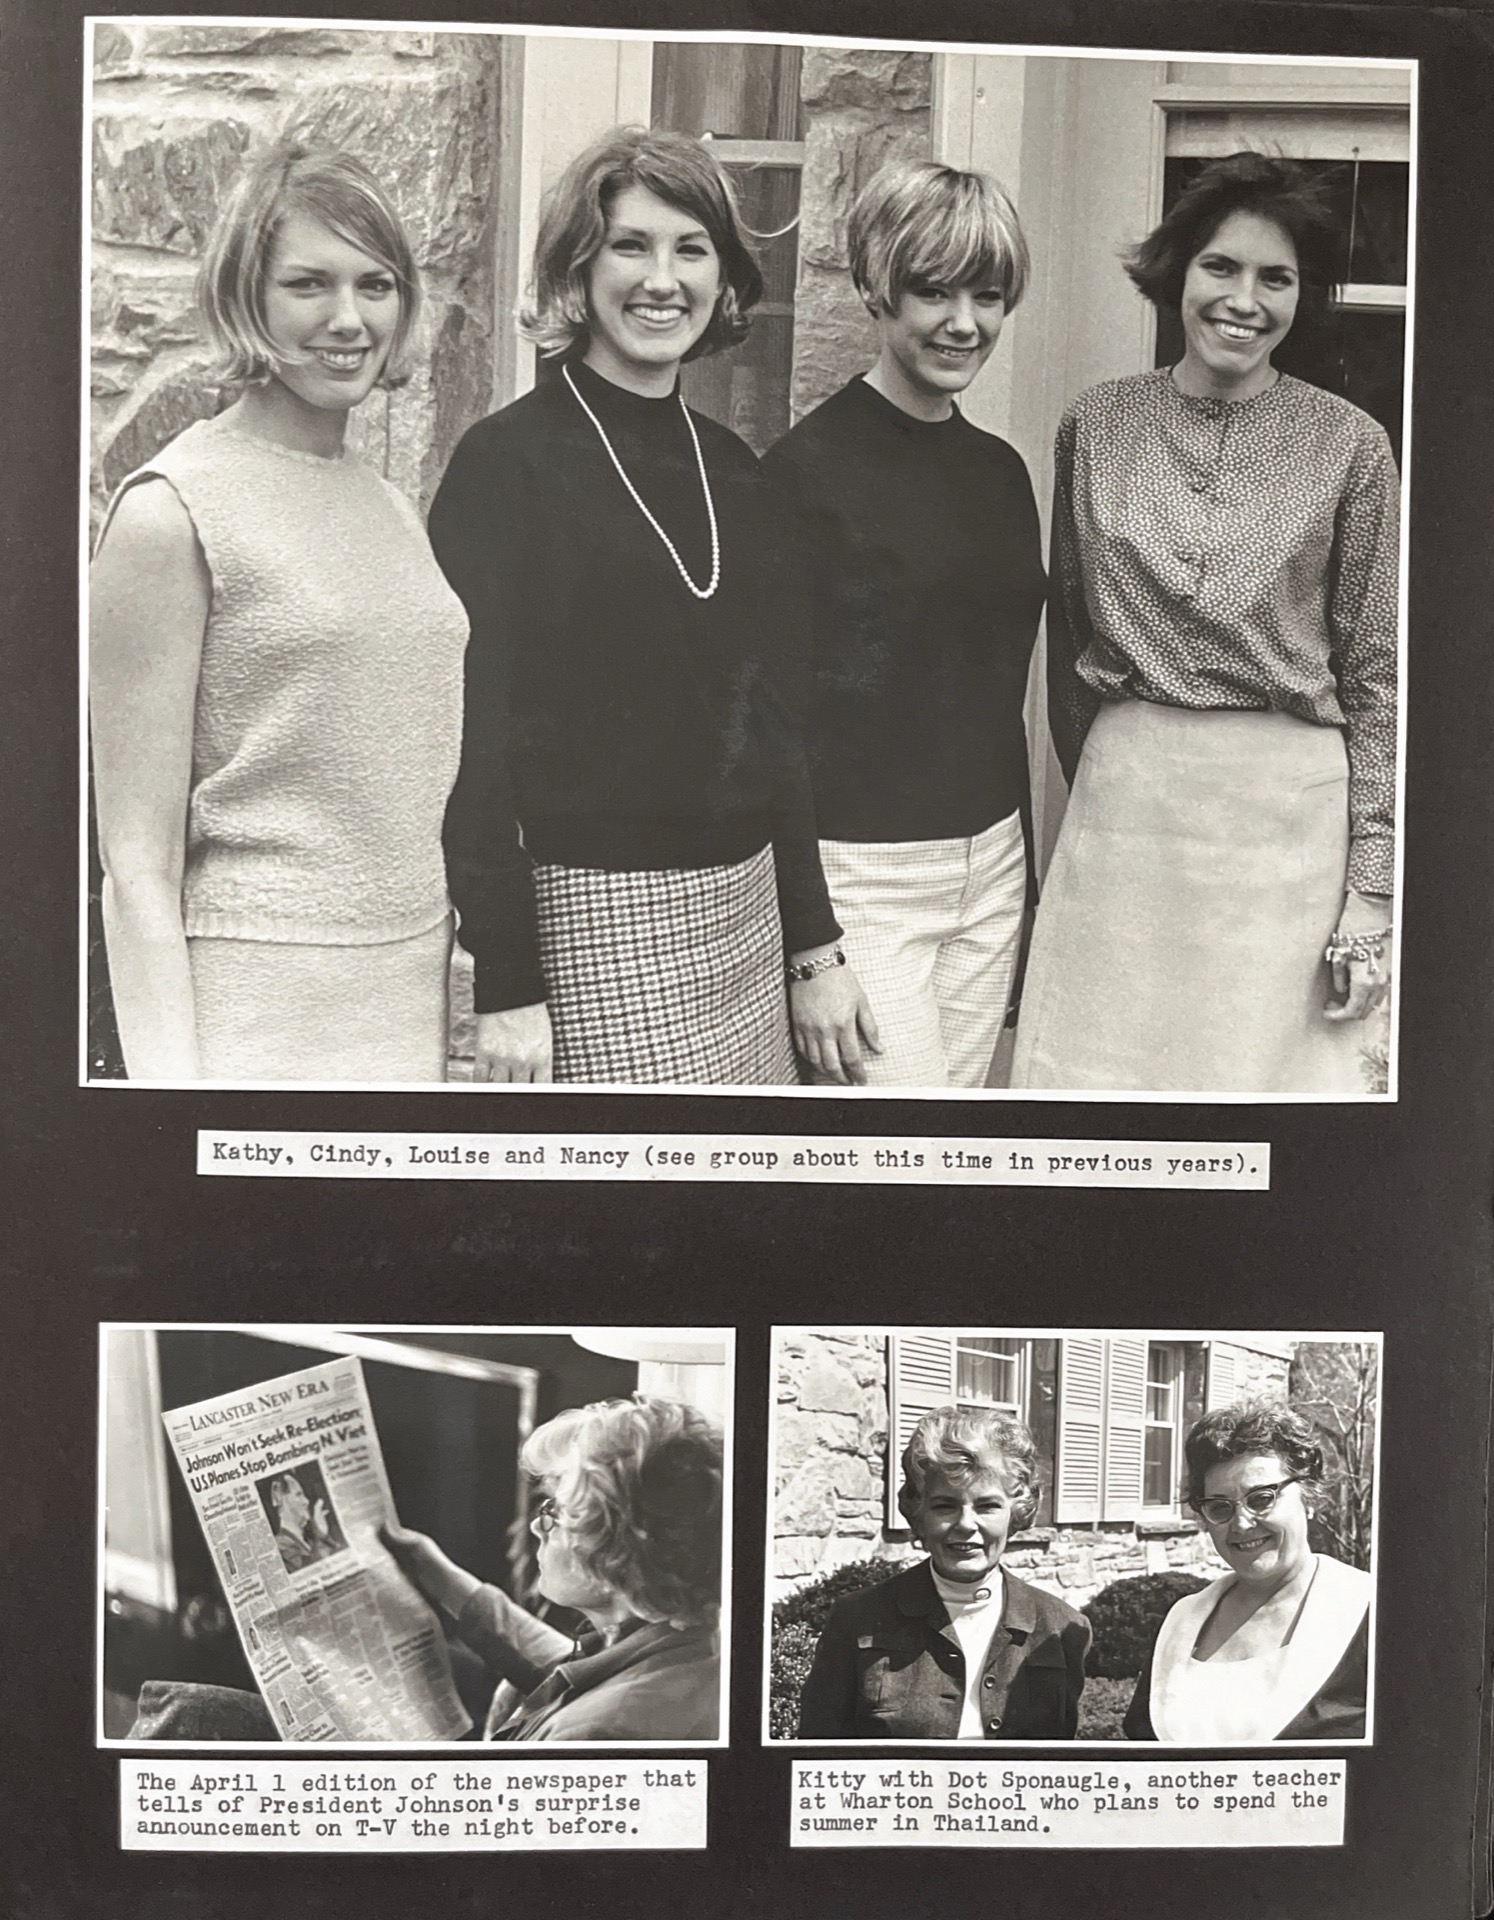 Kathy, Cindy, Louise and Nancy (see group about this time in previous years).
LANCASTER NEW ERA
Johnson Won't Seek Re-Election;
U.S. Planes Stop Bombing N. Viet
The April 1 edition of the newspaper that
tells of President Johnson's surprise
announcement on T-V the night before.
Kitty with Dot Sponaugle, another teacher
at Wharton School who plans to spend the
summer in Thailand.